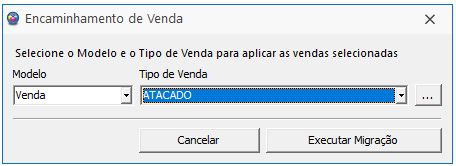 Encaminhamento de Venda
Selecione o Modelo e o Tipo de Venda para aplicar as vendas selecionadas
Modelo Tipo de Venda
Venda ATACADO ...
Cancelar Executar Migração